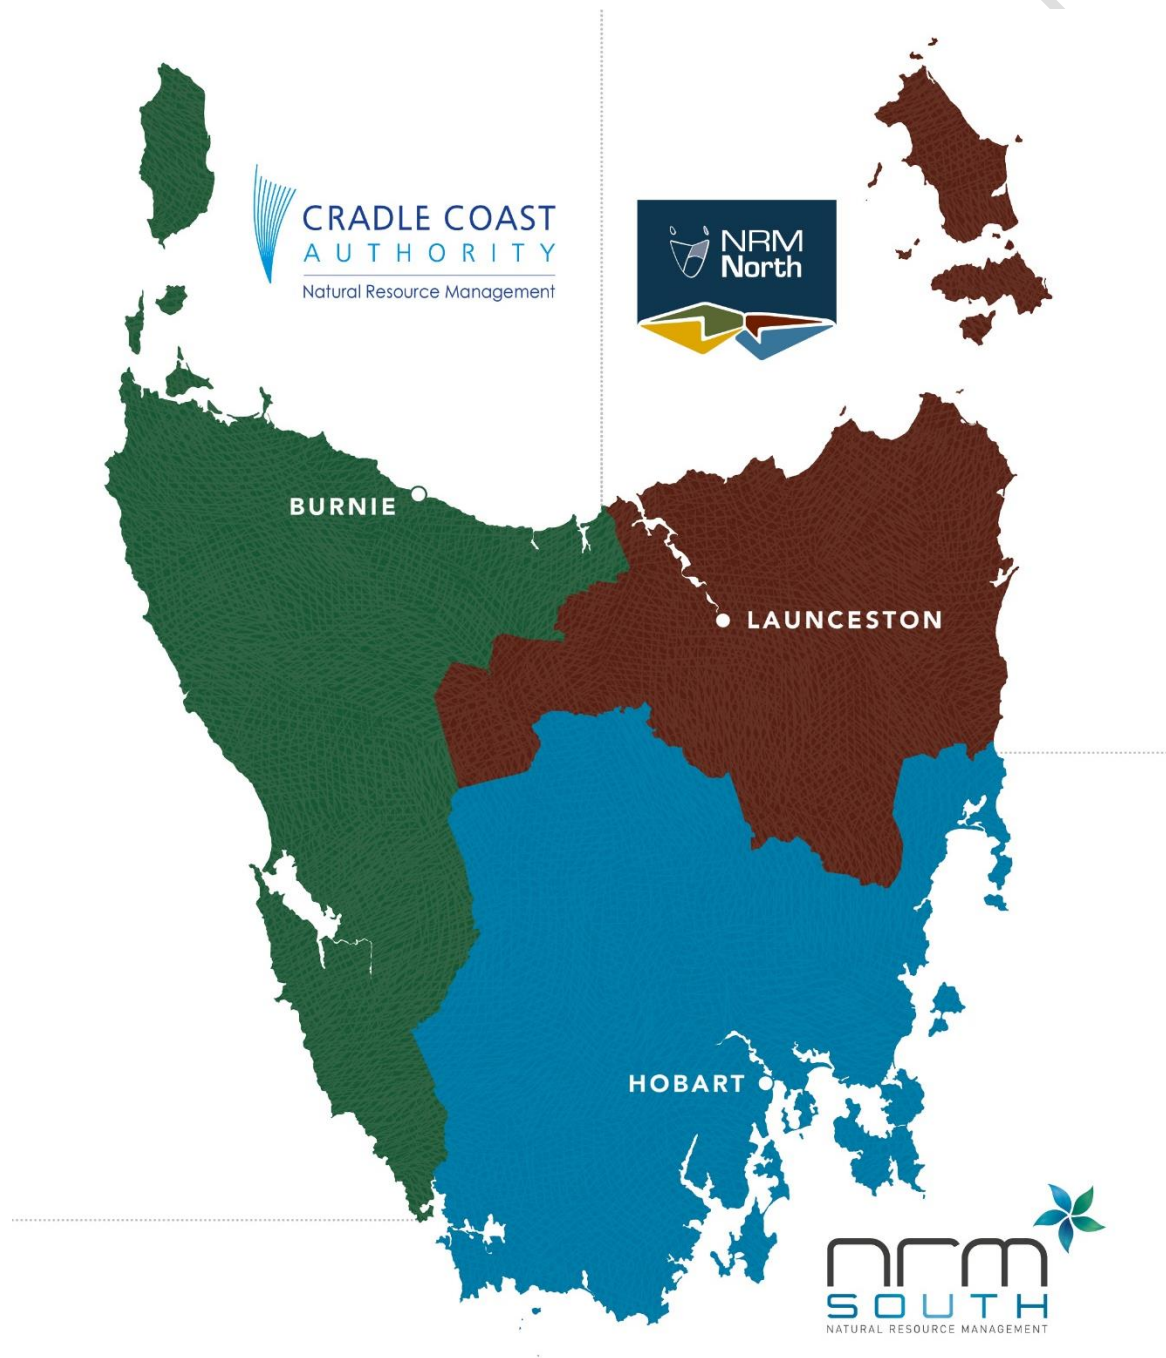 CRADLE COAST
AUTHORITY
Natural Resource Management
NRM
North
BURNIE
LAUNCESTON
HOBART
nrm
SOUTH
NATURAL RESOURCE MANAGEMENT